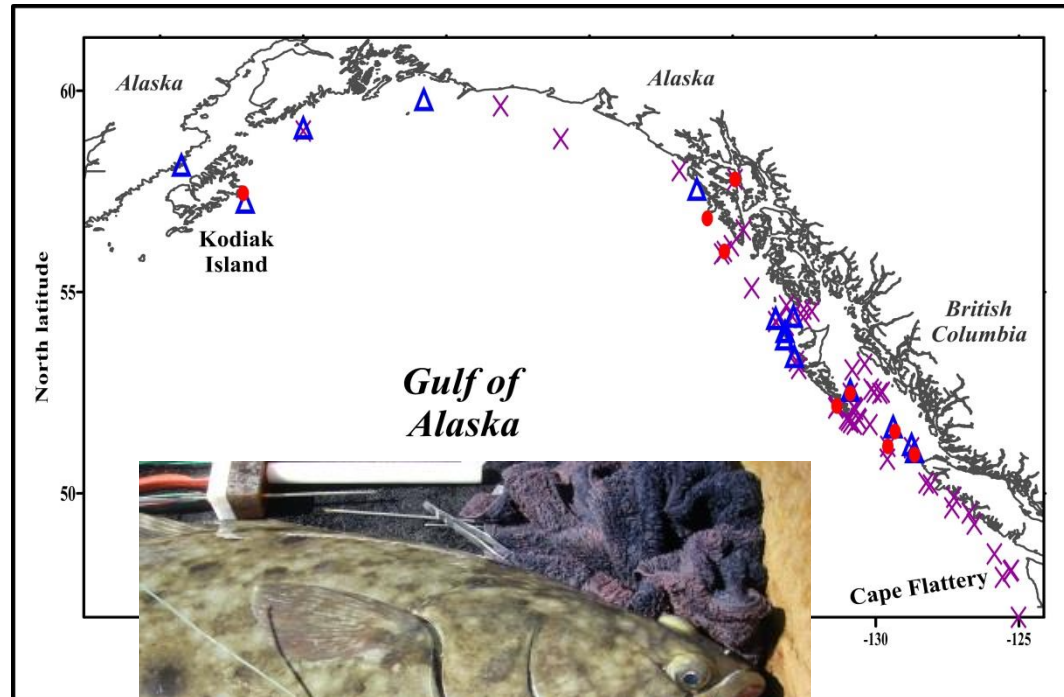 Alaska
Alaska
60
Kodiak
Island
55
North latitude
British
Columbia
Gulf of
Alaska
50
Cape Flattery
-130
-125